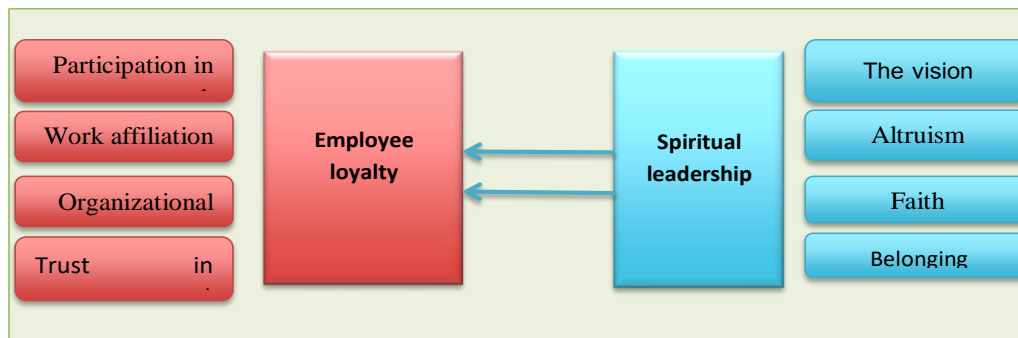 Participation in
Work affiliation
Organizational
Trust in
Employee
loyalty
Spiritual
leadership
The vision
Altruism
Faith
Belonging